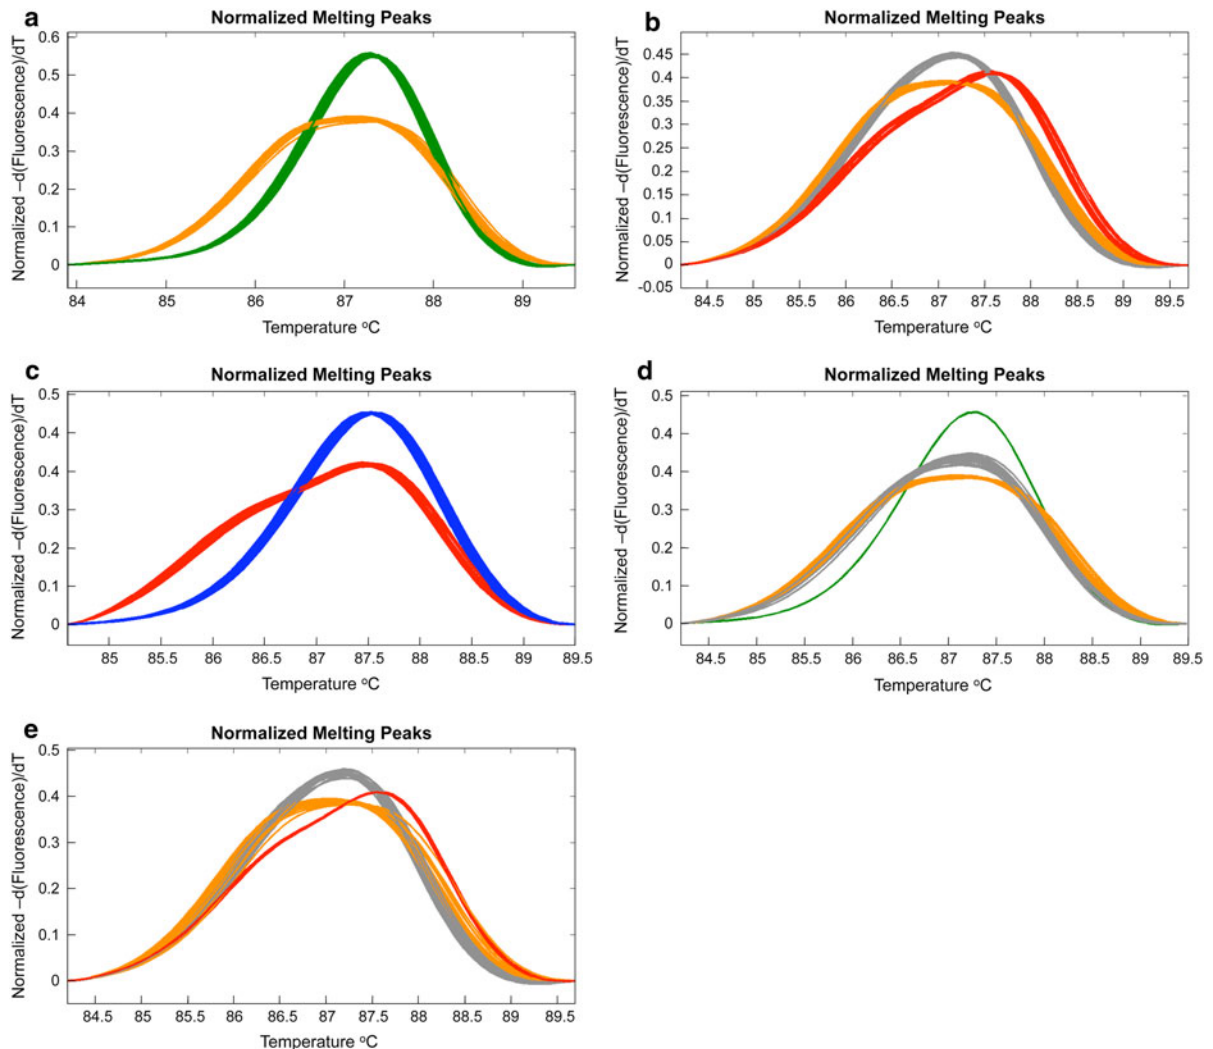 a
Normalized Melting Peaks
Normalized –d(Fluorescence)/dT
0.6
0.5
0.4
0.3
0.2
0.1
0
84 85 86 87 88 89
Temperature ºC
b
Normalized Melting Peaks
Normalized –d(Fluorescence)/dT
0.45
0.4
0.35
0.3
0.25
0.2
0.15
0.1
0.05
0
-0.05
84.5 85 85.5 86 86.5 87 87.5 88 88.5 89 89.5
Temperature ºC
c
Normalized Melting Peaks
Normalized –d(Fluorescence)/dT
0.5
0.4
0.4
0.3
0.2
0.1
0
85 85.5 86 86.5 87 87.5 88 88.5 89 89.5
Temperature ºC
d
Normalized Melting Peaks
Normalized –d(Fluorescence)/dT
0.5
0.4
0.4
0.3
0.2
0.1
0
84.5 85 85.5 86 86.5 87 87.5 88 88.5 89 89.5
Temperature ºC
e
Normalized Melting Peaks
Normalized –d(Fluorescence)/dT
0.5
0.4
0.3
0.2
0.1
0
84.5 85 85.5 86 86.5 87 87.5 88 88.5 89 89.5
Temperature ºC